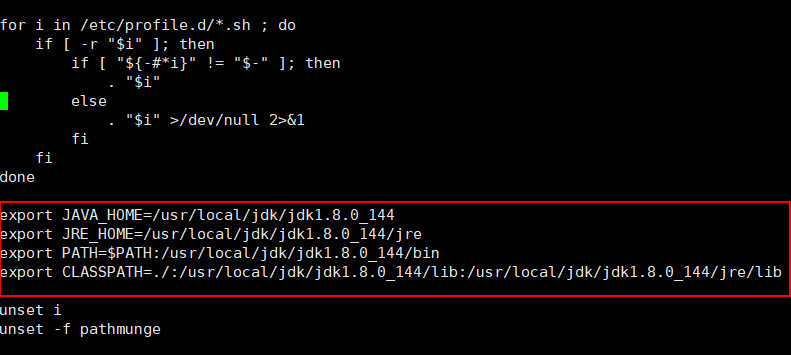 for i in /etc/profile.d/*.sh ; do
    if [ -r "$i" ]; then
        if [ "${-#*i}" != "$-" ]; then
            . "$i"
        else
            . "$i" >/dev/null 2>&1
        fi
    fi
done
export JAVA_HOME=/usr/local/jdk/jdk1.8.0_144
export JRE_HOME=/usr/local/jdk/jdk1.8.0_144/jre
export PATH=$PATH:/usr/local/jdk/jdk1.8.0_144/bin
export CLASSPATH=./:/usr/local/jdk/jdk1.8.0_144/lib:/usr/local/jdk/jdk1.8.0_144/jre/lib
unset i
unset -f pathmunge